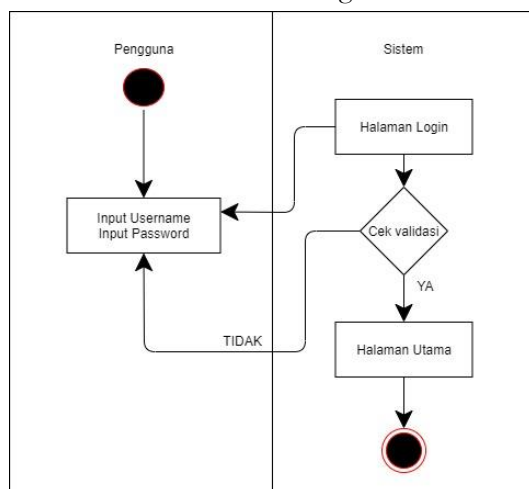 Pengguna
Sistem
Halaman Login
Input Username
Input Password
Cek validasi
YA
TIDAK
Halaman Utama